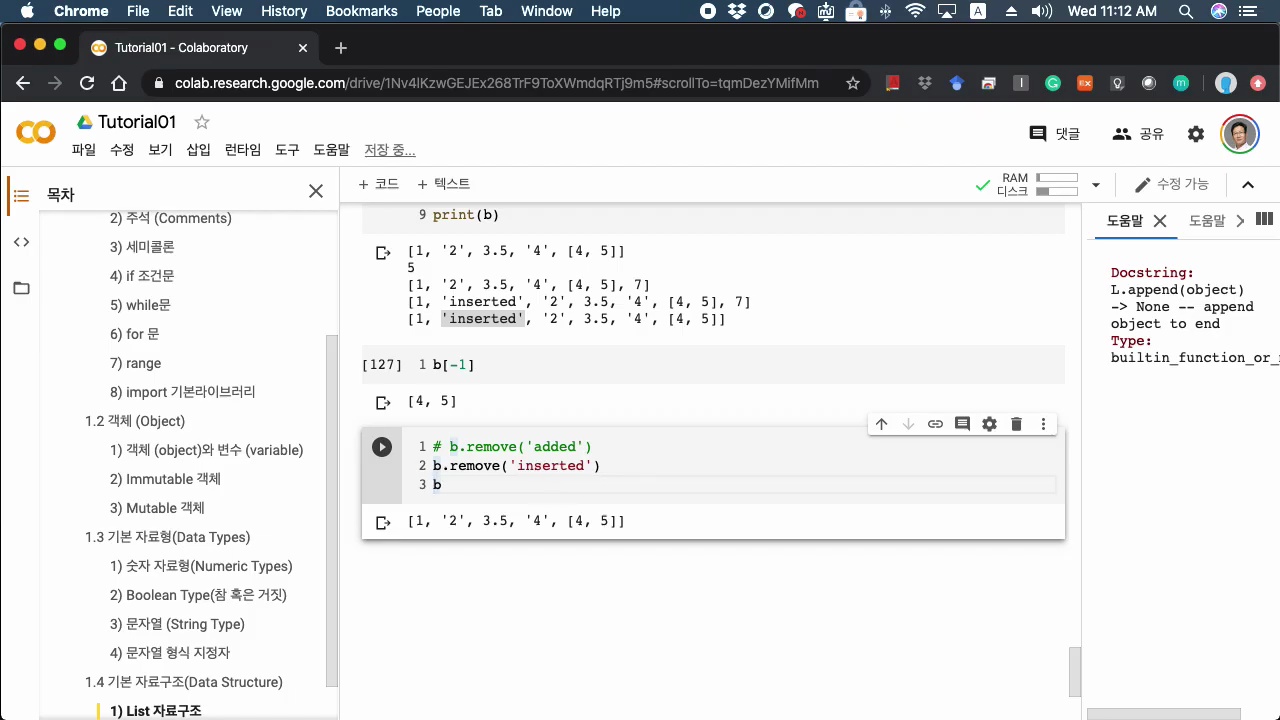 Chrome File Edit View History Bookmarks People Tab Window Help A Wed 11:12 AM
Tutorial01 - Colaboratory
colab.research.google.com/drive/1Nv4lKzwGEJEx268TrF9ToXWmdqRTj9m5#scrollTo=tqmDezYMifMm
Tutorial01
댓글 공유
파일 수정 보기 삽입 런타임 도구 도움말 저장 중...
목차
+ 코드 + 텍스트
RAM
디스크
수정 가능
2) 주석 (Comments)
3) 세미콜론
4) if 조건문
5) while문
6) for 문
7) range
8) import 기본라이브러리
1.2 객체 (Object)
1) 객체 (object)와 변수 (variable)
2) Immutable 객체
3) Mutable 객체
1.3 기본 자료형(Data Types)
1) 숫자 자료형(Numeric Types)
2) Boolean Type(참 혹은 거짓)
3) 문자열 (String Type)
4) 문자열 형식 지정자
1.4 기본 자료구조(Data Structure)
1) List 자료구조
9 print(b)
[1, '2', 3.5, '4', [4, 5]]
5
[1, '2', 3.5, '4', [4, 5], 7]
[1, 'inserted', '2', 3.5, '4', [4, 5], 7]
[1, 'inserted', '2', 3.5, '4', [4, 5]]
[127] 1 b[-1]
[4, 5]
1 # b.remove('added')
2 b.remove('inserted')
3 b
[1, '2', 3.5, '4', [4, 5]]
도움말 도움말
Docstring:
L.append(object)
-> None -- append
object to end
Type:
builtin_function_or_